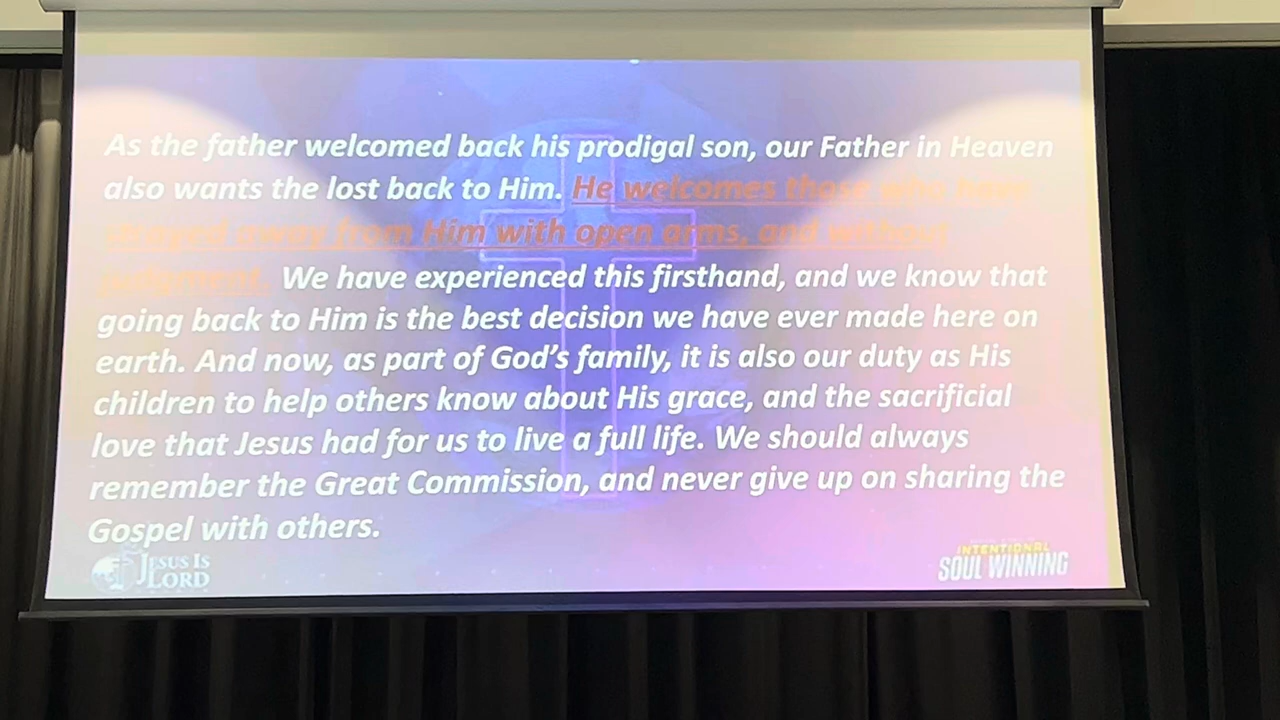 As the father welcomed back his prodigal son, our Father in Heaven
also wants the lost back to Him. He welcomes those who have
strayed away from Him with open arms, and without
judgment. We have experienced this firsthand, and we know that
going back to Him is the best decision we have ever made here on
earth. And now, as part of God's family, it is also our duty as His
children to help others know about His grace, and the sacrificial
love that Jesus had for us to live a full life. We should always
remember the Great Commission, and never give up on sharing the
Gospel with others.
JESUS IS
LORD
INTENTIONAL
SOUL WINNING